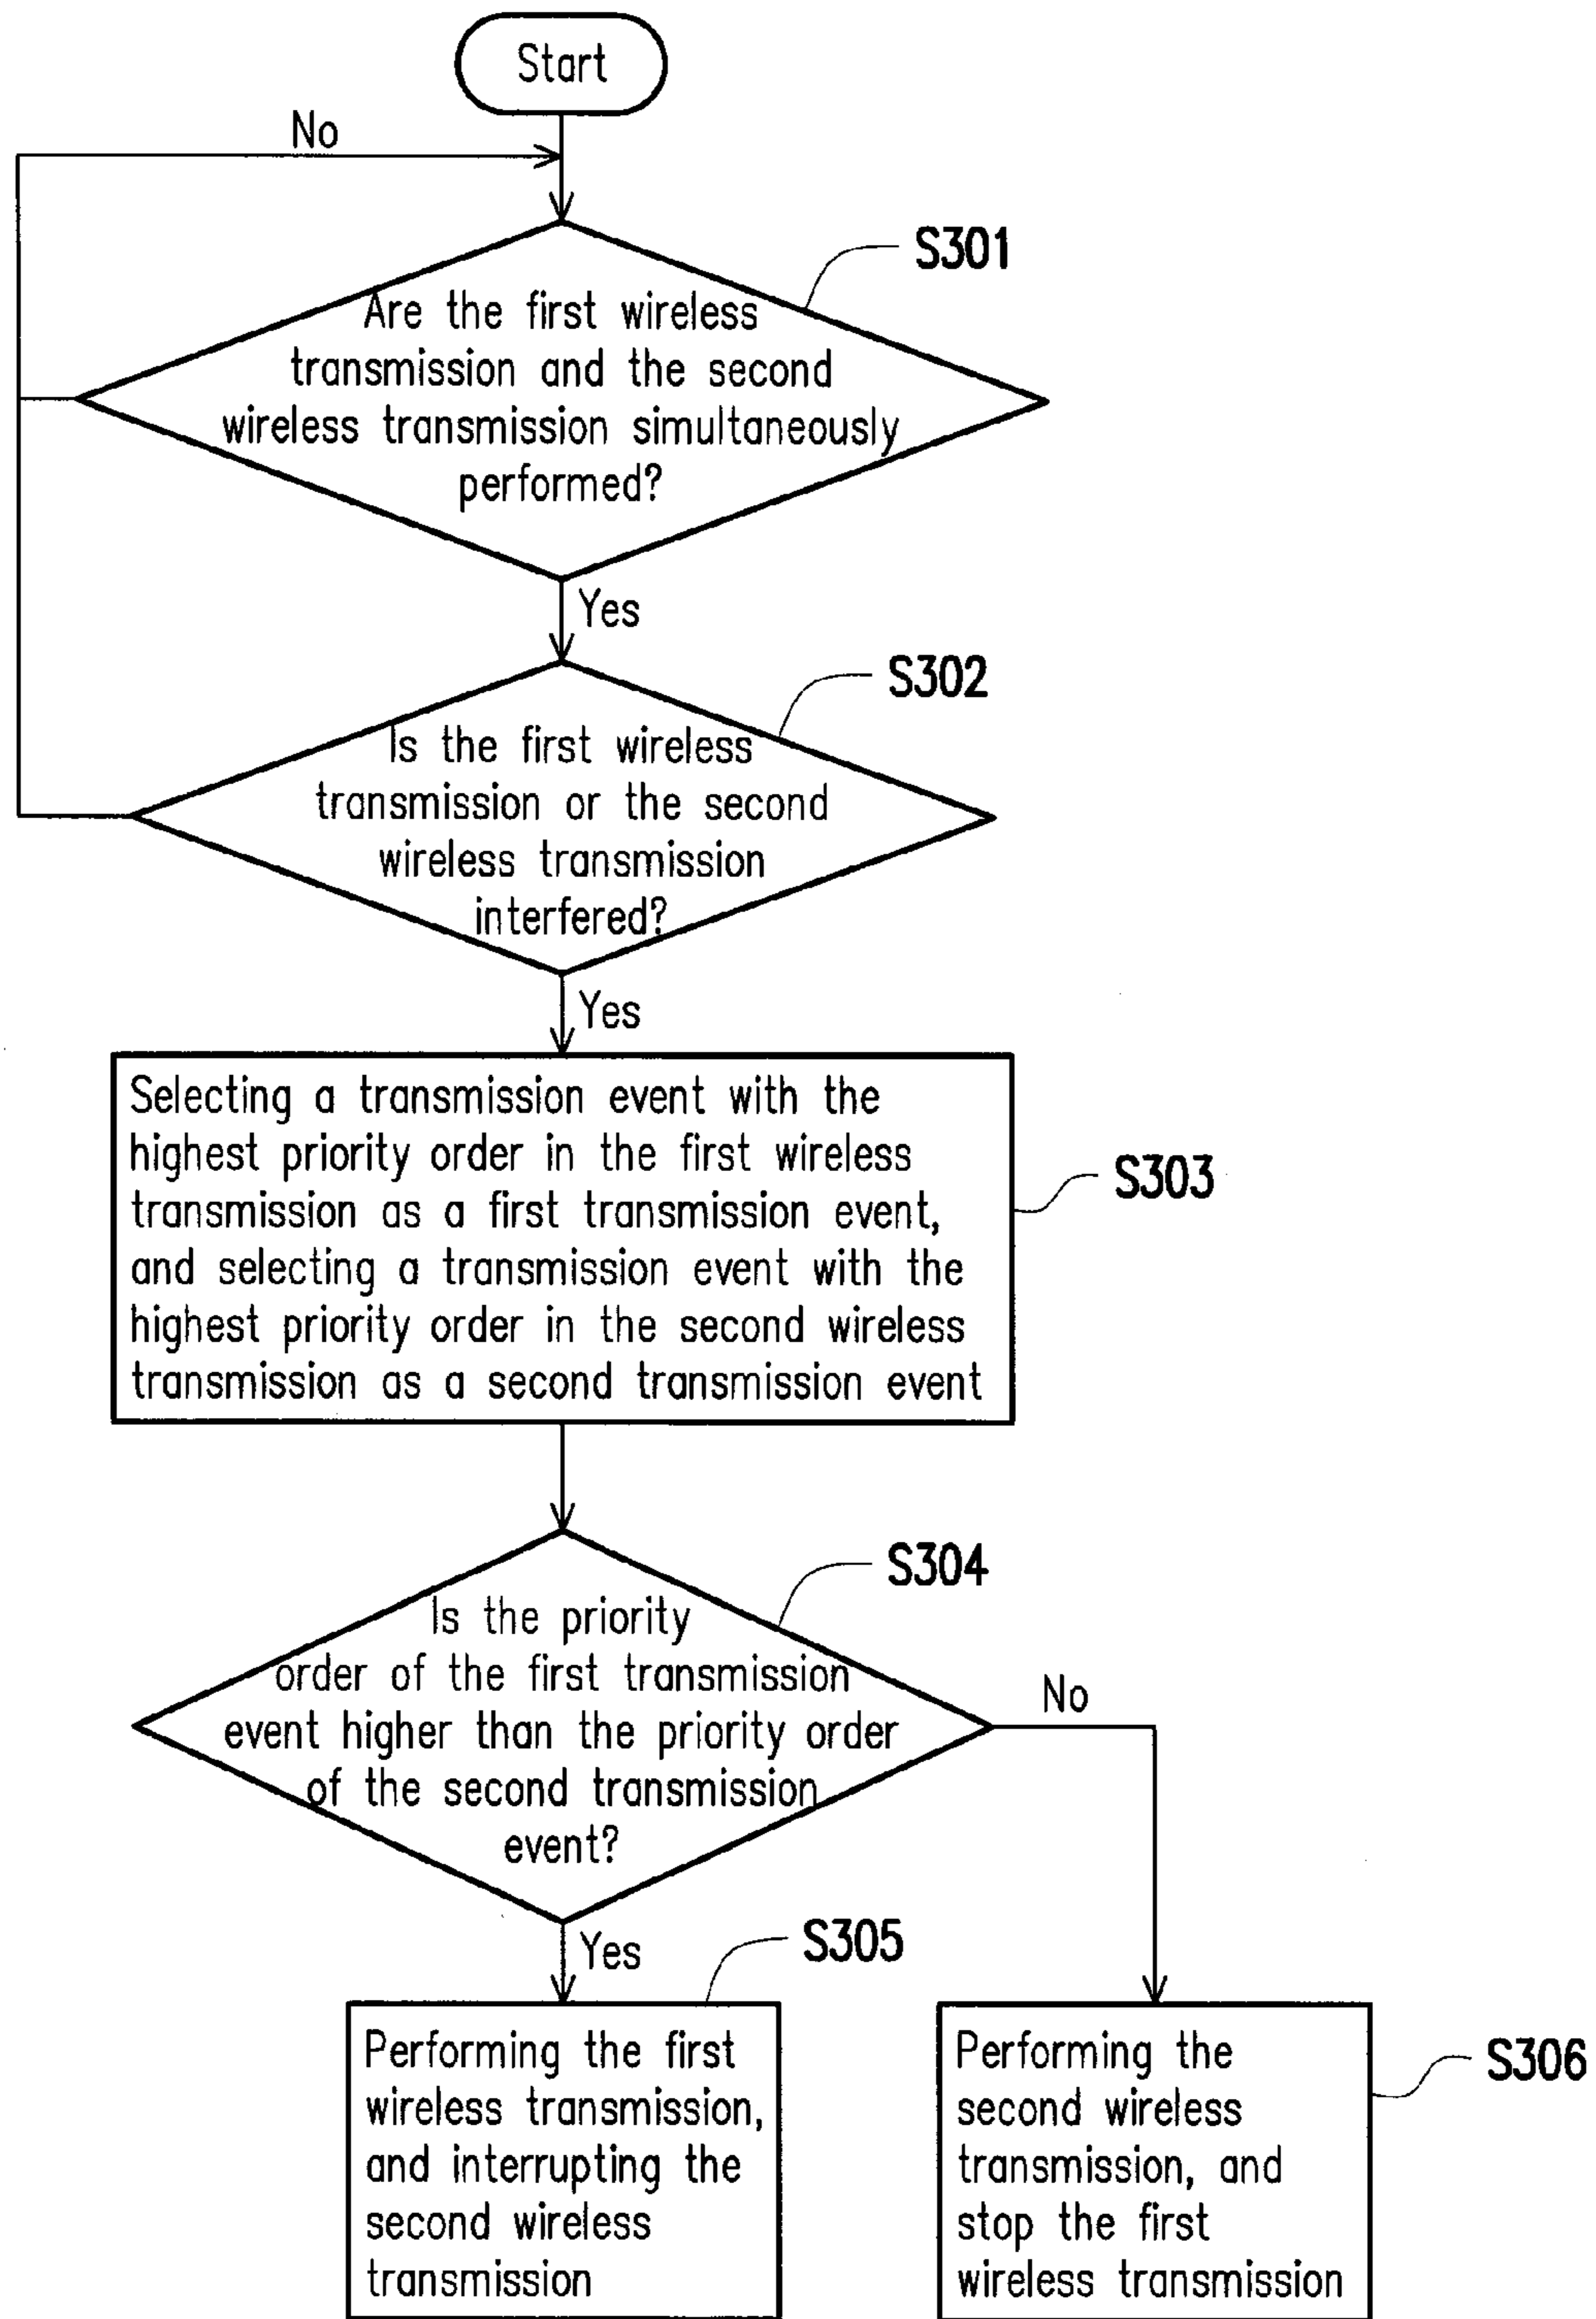 Start
No
S301
Are the first wireless
transmission and the second
wireless transmission simultaneously
performed?
Yes
S302
Is the first wireless
transmission or the second
wireless transmission
interfered?
Yes
Selecting a transmission event with the
highest priority order in the first wireless
transmission as a first transmission event,
and selecting a transmission event with the
highest priority order in the second wireless
transmission as a second transmission event
S303
S304
Is the priority
order of the first transmission
event higher than the priority order
of the second transmission
event?
No
Yes
S305
Performing the first
wireless transmission,
and interrupting the
second wireless
transmission
Performing the
second wireless
transmission, and
stop the first
wireless transmission
S306